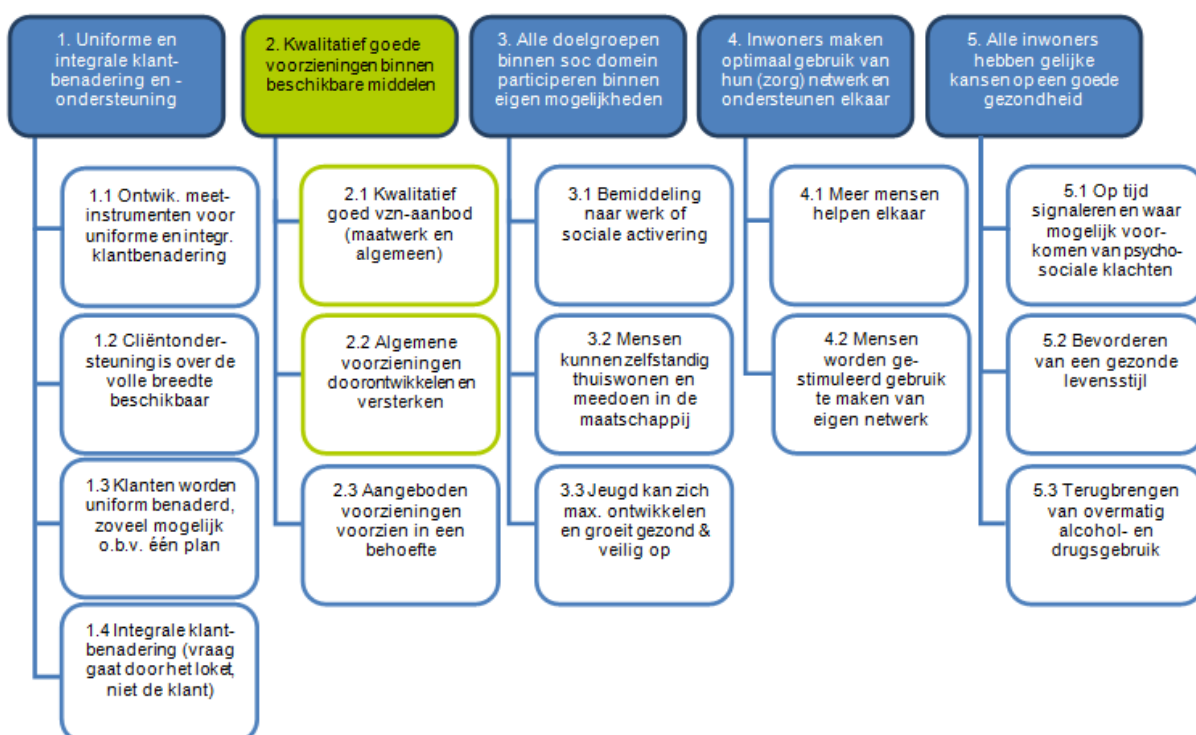 1. Uniforme en
integrale klant-
benadering en -
ondersteuning
1.1 Ontwik. meet-
instrumenten voor
uniforme en integr.
klantbenadering
1.2 Cliëntonder-
steuning is over de
volle breedte
beschikbaar
1.3 Klanten worden
uniform benaderd,
zoveel mogelijk
o.b.v. één plan
1.4 Integrale klant-
benadering (vraag
gaat door het loket,
niet de klant)
2. Kwalitatief goede
voorzieningen binnen
beschikbare middelen
2.1 Kwalitatief
goed vzn-aanbod
(maatwerk en
algemeen)
2.2 Algemene
voorzieningen
doorontwikkelen en
versterken
2.3 Aangeboden
voorzieningen
voorzien in een
behoefte
3. Alle doelgroepen
binnen soc domein
participeren binnen
eigen mogelijkheden
3.1 Bemiddeling
naar werk of
sociale activering
3.2 Mensen
kunnen zelfstandig
thuiswonen en
meedoen in de
maatschappij
3.3 Jeugd kan zich
max. ontwikkelen
en groeit gezond &
veilig op
4. Inwoners maken
optimaal gebruik van
hun (zorg) netwerk en
ondersteunen elkaar
4.1 Meer mensen
helpen elkaar
4.2 Mensen
worden ge-
stimuleerd gebruik
te maken van
eigen netwerk
5. Alle inwoners
hebben gelijke
kansen op een goede
gezondheid
5.1 Op tijd
signaleren en waar
mogelijk voor-
komen van psycho-
sociale klachten
5.2 Bevorderen
van een gezonde
levensstijl
5.3 Terugbrengen
van overmatig
alcohol- en
drugsgebruik